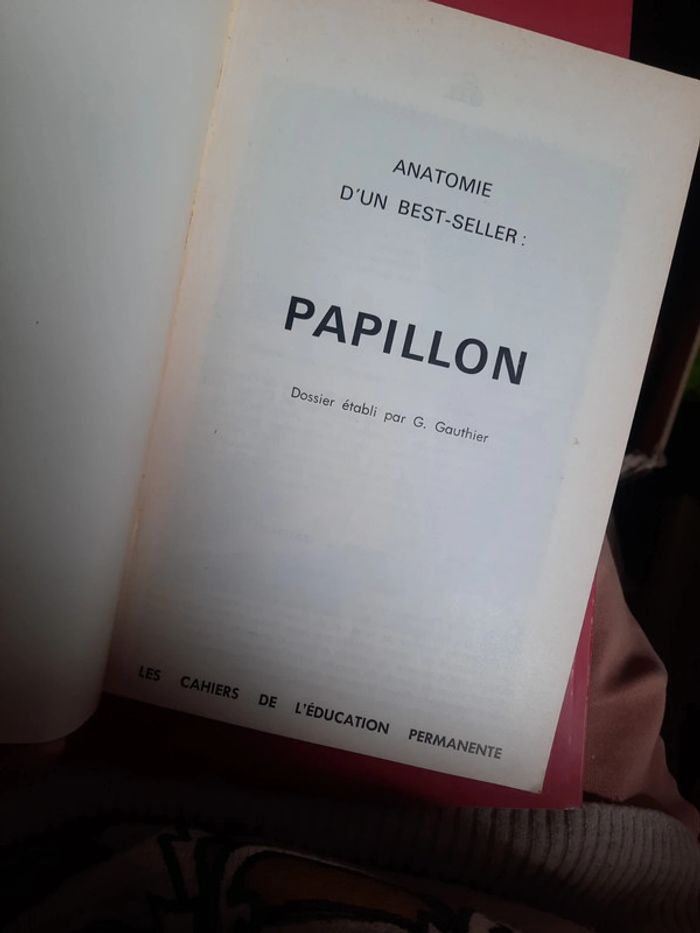 ANATOMIE
D'UN BEST-SELLER :
PAPILLON
Dossier établi par G. Gauthier
LES CAHIERS DE L'ÉDUCATION PERMANENTE